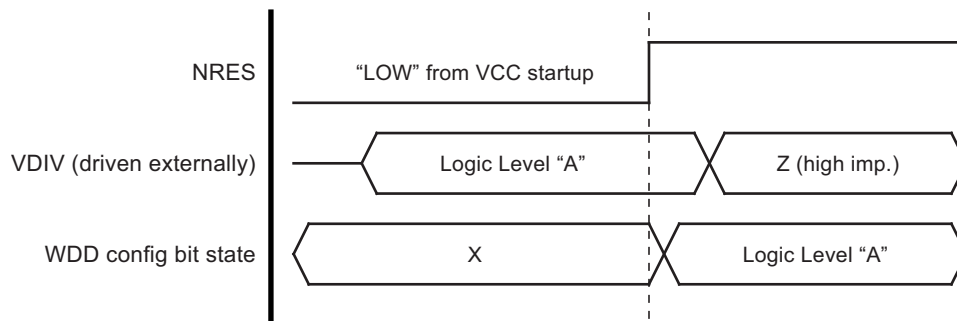 NRES
“LOW” from VCC startup
VDIV (driven externally)
Logic Level “A”
Z (high imp.)
WDD config bit state
X
Logic Level “A”